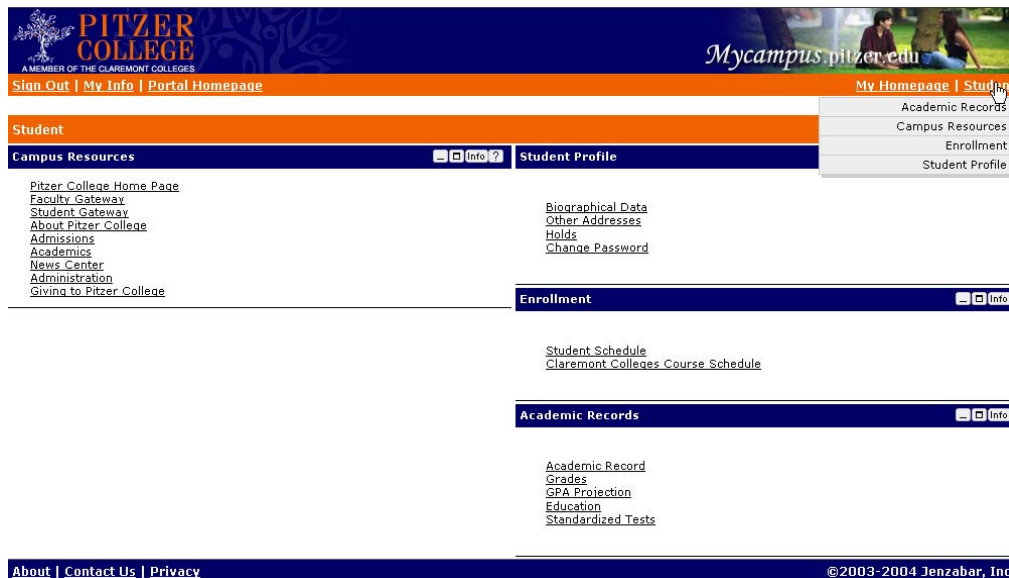 PITZER
COLLEGE
A MEMBER OF THE CLAREMONT COLLEGES
Mycampus.pitzer.edu
Sign Out | My Info | Portal Homepage
My Homepage | Studen
Academic Records
Campus Resources
Enrollment
Student Profile
Student
Campus Resources
Info ?
Pitzer College Home Page
Faculty Gateway
Student Gateway
About Pitzer College
Admissions
Academics
News Center
Administration
Giving to Pitzer College
Student Profile
Biographical Data
Other Addresses
Holds
Change Password
Enrollment
Info
Student Schedule
Claremont Colleges Course Schedule
Academic Records
Info
Academic Record
Grades
GPA Projection
Education
Standardized Tests
About | Contact Us | Privacy
©2003-2004 Jenzabar, Inc